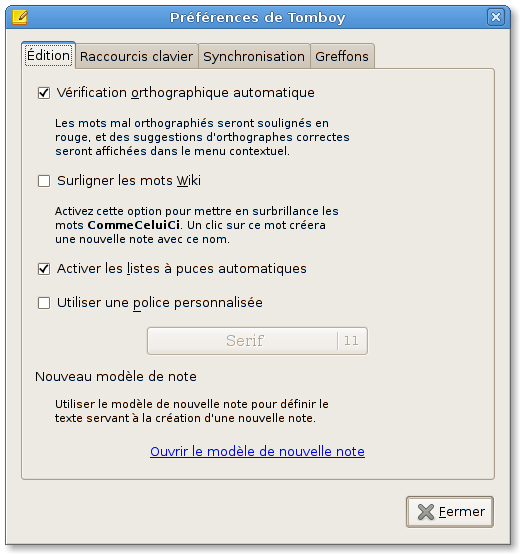 Préférences de Tomboy
Édition
Raccourcis clavier
Synchronisation
Greffons
Vérification orthographique automatique
Les mots mal orthographiés seront soulignés en
rouge, et des suggestions d'orthographes correctes
seront affichées dans le menu contextuel.
Surligner les mots Wiki
Activez cette option pour mettre en surbrillance les
mots CommeCeluiCi. Un clic sur ce mot créera
une nouvelle note avec ce nom.
Activer les listes à puces automatiques
Utiliser une police personnalisée
Serif 11
Nouveau modèle de note
Utiliser le modèle de nouvelle note pour définir le
texte servant à la création d'une nouvelle note.
Ouvrir le modèle de nouvelle note
Fermer